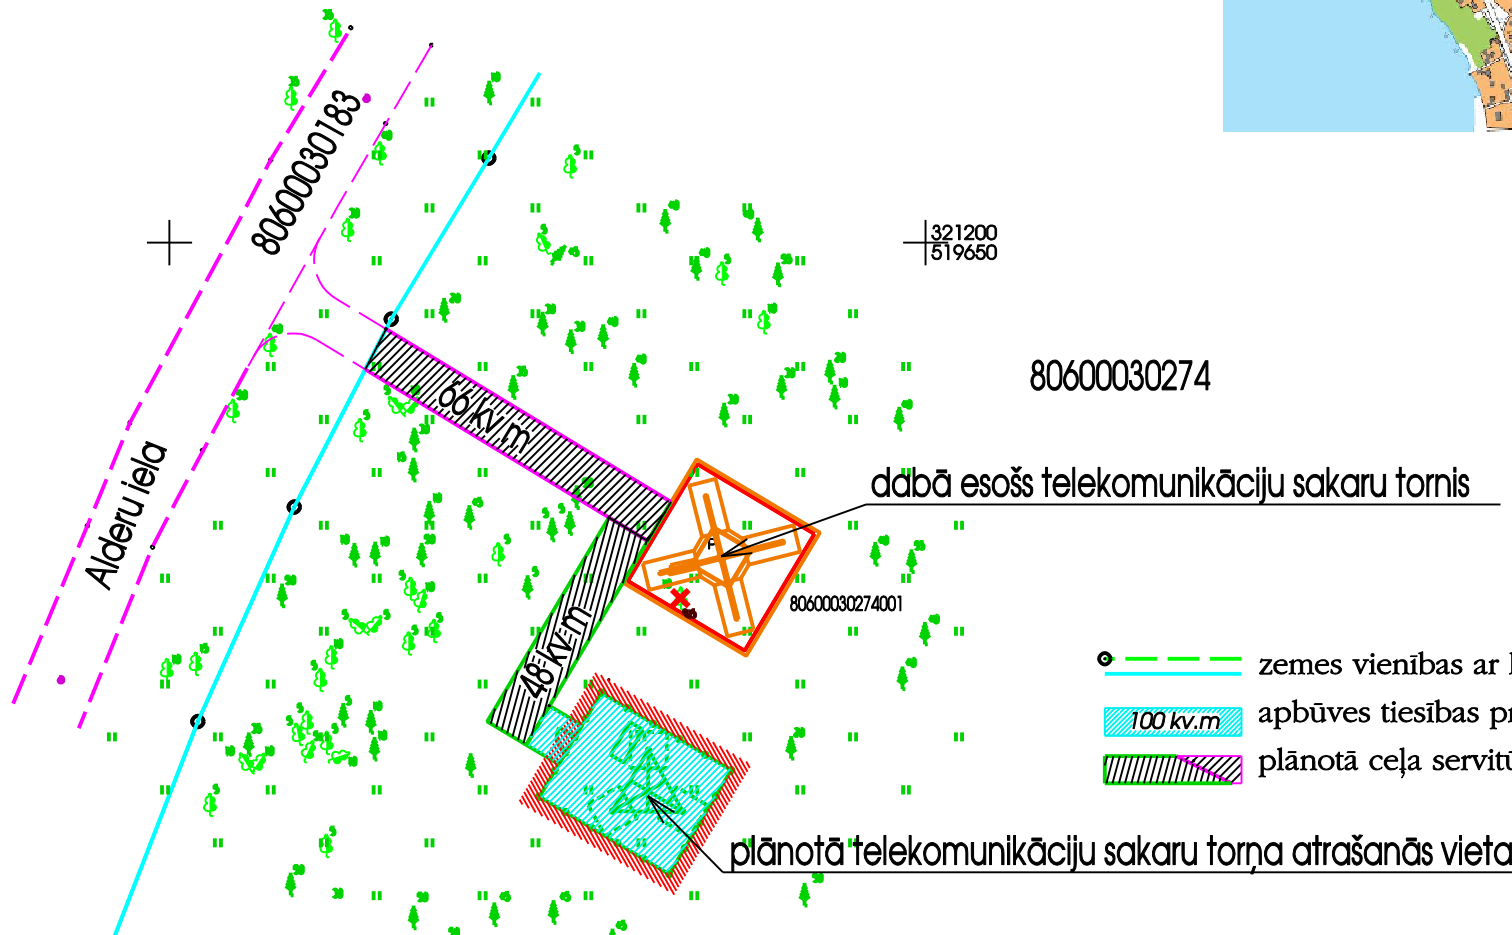 80600030183
321200
519650
80600030274
66 kv.m
dabā esošs telekomunikāciju sakaru tornis
Alderu iela
80600030274001
48 kv.m
zemes vienības ar
100 kv.m
apbūves tiesības
plānotā ceļa
plānotā telekomunikāciju sakaru torņa atrašanās vieta